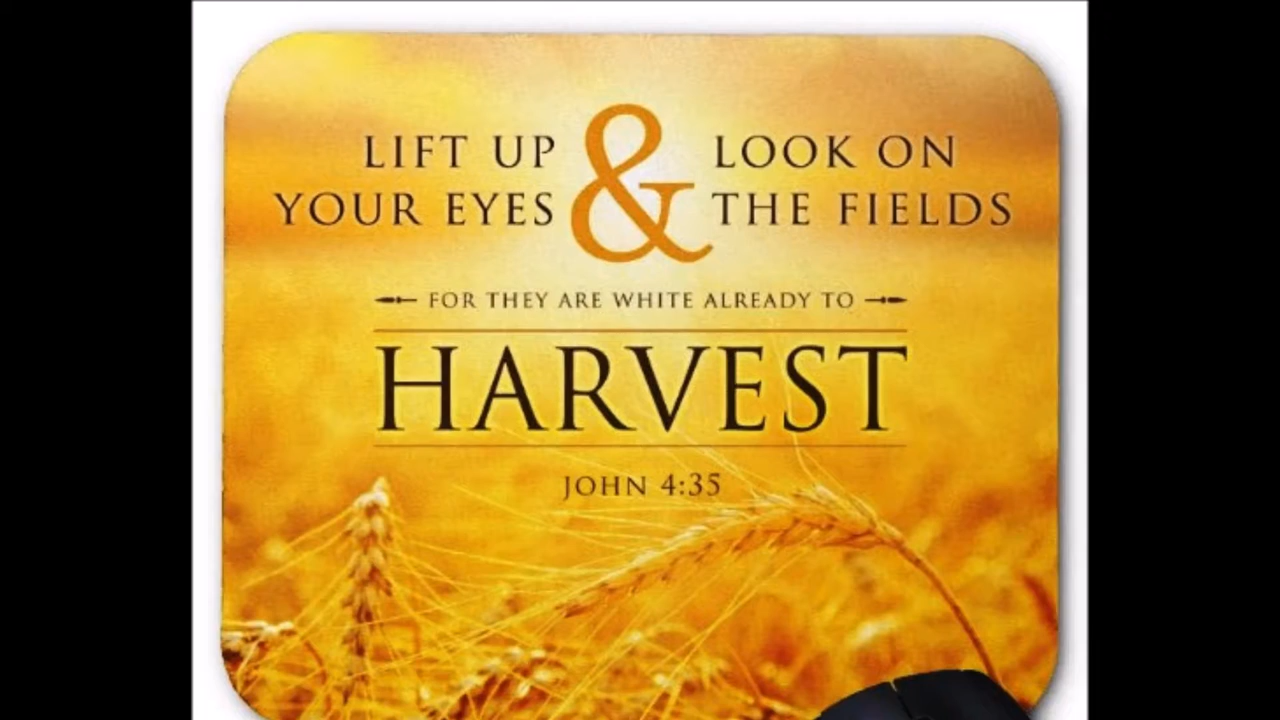 LIFT UP & LOOK ON
YOUR EYES THE FIELDS
FOR THEY ARE WHITE ALREADY TO
HARVEST
JOHN 4:35